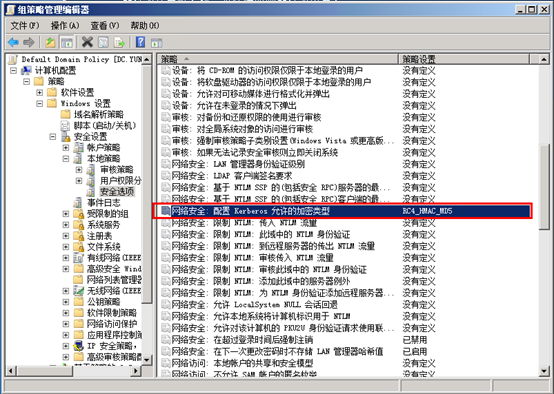 组策略管理编辑器
文件(F) 操作(A) 查看(V) 帮助(H)
Default Domain Policy [DC.YUN
计算机配置
策略
软件设置
Windows 设置
域名解析策略
脚本(启动/关机)
安全设置
帐户策略
本地策略
审核策略
用户权限分
安全选项
事件日志
受限制的组
系统服务
注册表
文件系统
有线网络(IEEE
高级安全 Wind
网络列表管理器
无线网络(IEEE
公钥策略
软件限制策略
网络访问保护
应用程序控制策
IP 安全策略,
高级审核策略配
策略 策略设置
设备: 将 CD-ROM 的访问权限仅限于本地登录的用户 没有定义
设备: 将软盘驱动器的访问权限仅限于本地登录的用户 没有定义
设备: 允许对可移动媒体进行格式化并弹出 没有定义
设备: 允许在未登录的情况下弹出 没有定义
审核: 对备份和还原权限的使用进行审核 没有定义
审核: 对全局系统对象的访问进行审核 没有定义
审核: 强制审核策略子类别设置(Windows Vista 或更高版... 没有定义
审核: 如果无法记录安全审核则立即关闭系统 没有定义
网络安全: LAN 管理器身份验证级别 没有定义
网络安全: LDAP 客户端签名要求 没有定义
网络安全: 基于 NTLM SSP 的(包括安全 RPC)服务器的最... 没有定义
网络安全: 基于 NTLM SSP 的(包括安全 RPC)客户端的最... 没有定义
网络安全: 配置 Kerberos 允许的加密类型 RC4_HMAC_MD5
网络安全: 限制 NTLM: 传入 NTLM 流量 没有定义
网络安全: 限制 NTLM: 此域中的 NTLM 身份验证 没有定义
网络安全: 限制 NTLM: 到远程服务器的传出 NTLM 流量 没有定义
网络安全: 限制 NTLM: 审核传入 NTLM 流量 没有定义
网络安全: 限制 NTLM: 审核此域中的 NTLM 身份验证 没有定义
网络安全: 限制 NTLM: 添加此域中的服务器例外 没有定义
网络安全: 限制 NTLM: 为 NTLM 身份验证添加远程服务器... 没有定义
网络安全: 允许 LocalSystem NULL 会话回退 没有定义
网络安全: 允许本地系统将计算机标识用于 NTLM 没有定义
网络安全: 允许对该计算机的 PKU2U 身份验证请求使用联... 没有定义
网络安全: 在超过登录时间后强制注销 已禁用
网络安全: 在下一次更改密码时不存储 LAN 管理器哈希值 已启用
网络访问: 本地帐户的共享和安全模型 没有定义
网络访问: 不允许 SAM 帐户的匿名枚举 没有定义